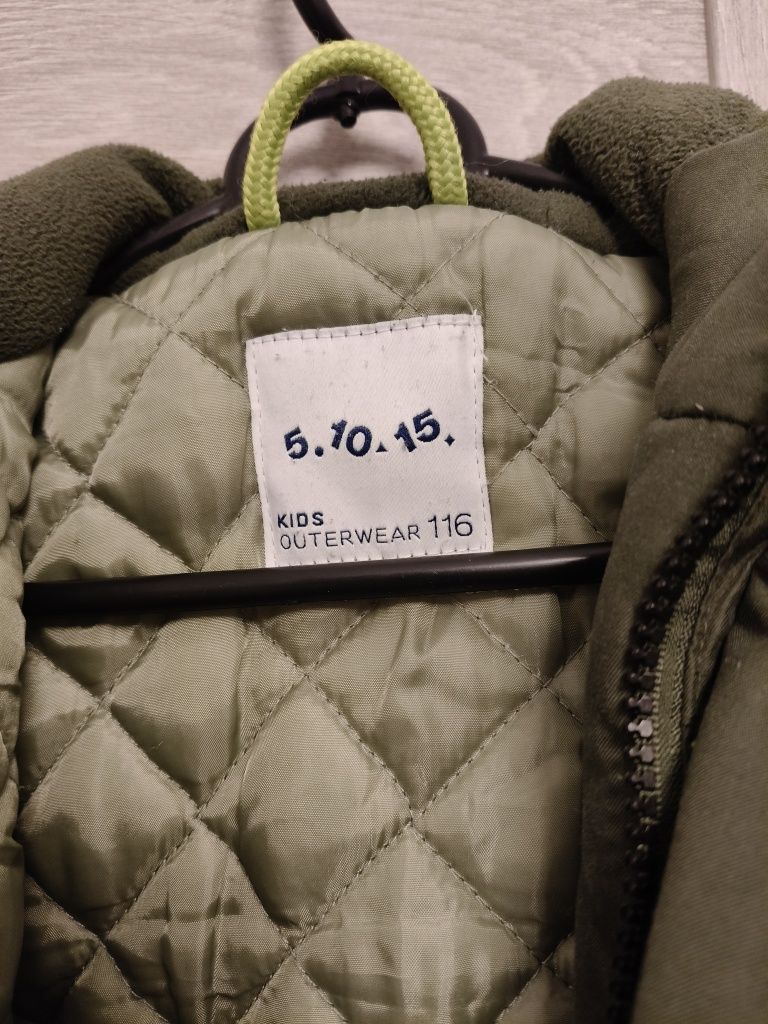 5.10.15.
KIDS
OUTERWEAR 116